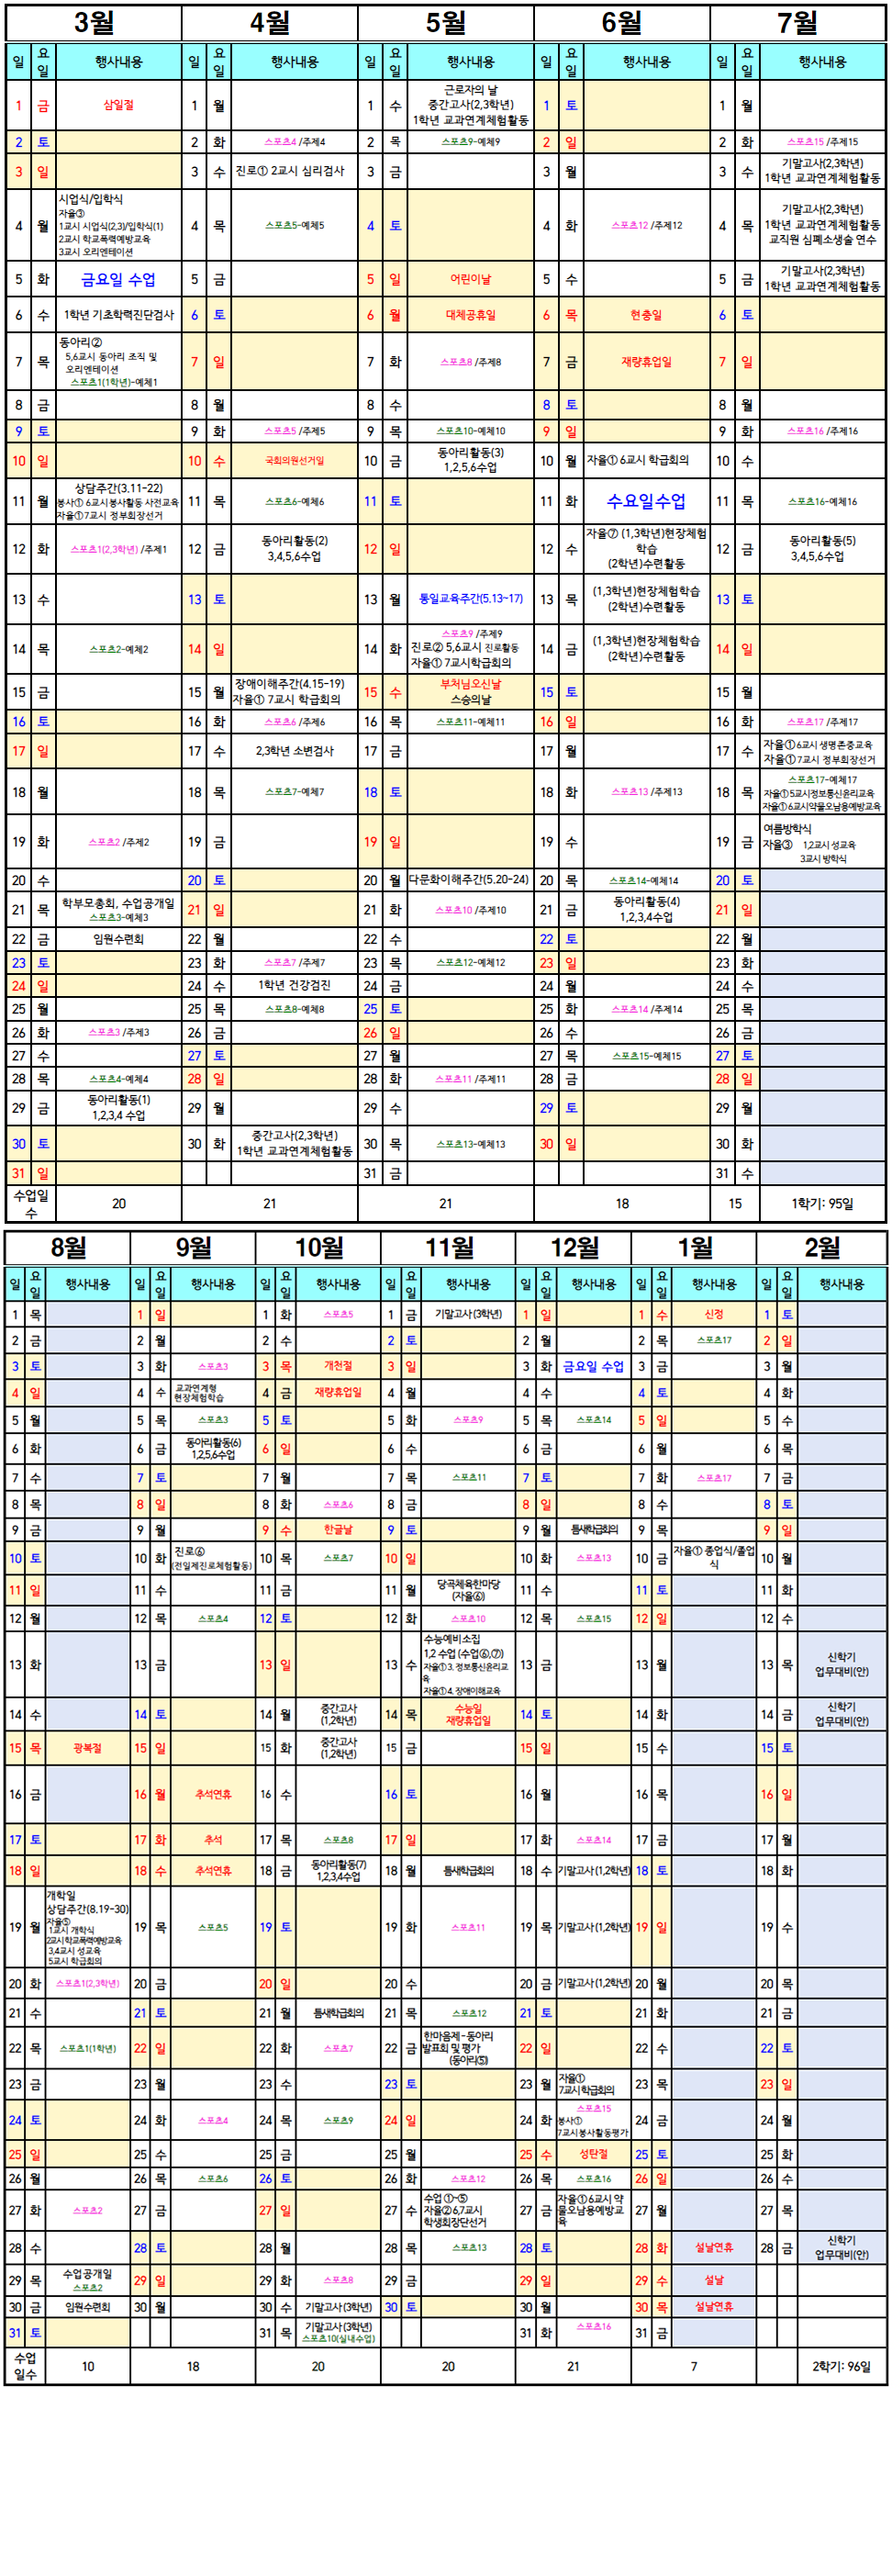 3월 4월 5월 6월 7월
일 요일 행사내용 일 요일 행사내용 일 요일 행사내용 일 요일 행사내용 일 요일 행사내용
1 금 삼일절 1 월 1 수 근로자의 날 중간고사(2,3학년) 1학년 교과연계체험활동 1 토 1 월
2 토 2 화 스포츠4 /주제4 2 목 스포츠9-예체9 2 일 2 화 스포츠15 /주제15
3 일 3 수 진로① 2교시 심리검사 3 금 3 월 3 수 기말고사(2,3학년) 1학년 교과연계체험활동
4 월 시업식/입학식 자율③ 1교시 시업식(2,3)/입학식(1) 2교시 학교폭력예방교육 3교시 오리엔테이션 4 목 스포츠5-예체5 4 토 4 화 스포츠12 /주제12 4 목 기말고사(2,3학년) 1학년 교과연계체험활동 교직원 심폐소생술 연수
5 화 금요일 수업 5 금 5 일 어린이날 5 수 5 금 기말고사(2,3학년) 1학년 교과연계체험활동
6 수 1학년 기초학력진단검사 6 토 6 월 대체공휴일 6 목 현충일 6 토
7 목 동아리② 5,6교시 동아리 조직 및 오리엔테이션 스포츠1(1학년)-예체1 7 일 7 화 스포츠8 /주제8 7 금 재량휴업일 7 일
8 금 8 월 8 수 8 토 8 월
9 토 9 화 스포츠5 /주제5 9 목 스포츠10-예체10 9 일 9 화 스포츠16 /주제16
10 일 10 수 국회의원선거일 10 금 동아리활동(3) 1,2,5,6수업 10 월 자율① 6교시 학급회의 10 수
11 월 상담주간(3.11-22) 봉사① 6교시봉사활동 사전교육 자율① 7교시 정부회장선거 11 목 스포츠6-예체6 11 토 11 화 수요일수업 11 목 스포츠16-예체16
12 화 스포츠1(2,3학년) /주제1 12 금 동아리활동(2) 3,4,5,6수업 12 일 12 수 자율⑦ (1,3학년)현장체험학습 (2학년)수련활동 12 금 동아리활동(5) 3,4,5,6수업
13 수 13 토 13 월 통일교육주간(5.13~17) 13 목 (1,3학년)현장체험학습 (2학년)수련활동 13 토
14 목 스포츠2-예체2 14 일 14 화 스포츠9 /주제9 진로② 5,6교시 진로활동 자율① 7교시학급회의 14 금 (1,3학년)현장체험학습 (2학년)수련활동 14 일
15 금 15 월 장애이해주간(4.15-19) 자율① 7교시 학급회의 15 수 부처님오신날 스승의날 15 토 15 월
16 토 16 화 스포츠6 /주제6 16 목 스포츠11-예체11 16 일 16 화 스포츠17 /주제17
17 일 17 수 2,3학년 소변검사 17 금 17 월 17 수 자율① 6교시 생명존중교육 자율① 7교시 정부회장선거
18 월 18 목 스포츠7-예체7 18 토 18 화 스포츠13 /주제13 18 목 스포츠17-예체17 자율① 5교시정보통신윤리교육 자율① 6교시약물오남용예방교육
19 화 스포츠2 /주제2 19 금 19 일 19 수 19 금 여름방학식 자율③ 1,2교시 성교육 3교시 방학식
20 수 20 토 20 월 다문화이해주간(5.20-24) 20 목 스포츠14-예체14 20 토
21 목 학부모총회, 수업공개일 스포츠3-예체3 21 일 21 화 스포츠10 /주제10 21 금 동아리활동(4) 1,2,3,4수업 21 일
22 금 임원수련회 22 월 22 수 22 토 22 월
23 토 23 화 스포츠7 /주제7 23 목 스포츠12-예체12 23 일 23 화
24 일 24 수 1학년 건강검진 24 금 24 월 24 수
25 월 25 목 스포츠8-예체8 25 토 25 화 스포츠14 /주제14 25 목
26 화 스포츠3 /주제3 26 금 26 일 26 수 26 금
27 수 27 토 27 월 27 목 스포츠15-예체15 27 토
28 목 스포츠4-예체4 28 일 28 화 스포츠11 /주제11 28 금 28 일
29 금 동아리활동(1) 1,2,3,4 수업 29 월 29 수 29 토 29 월
30 토 30 화 중간고사(2,3학년) 1학년 교과연계체험활동 30 목 스포츠13-예체13 30 일 30 화
31 일 31 금 31 수
수업일수 20 21 21 18 15 1학기: 95일
8월 9월 10월 11월 12월 1월 2월
일 요일 행사내용 일 요일 행사내용 일 요일 행사내용 일 요일 행사내용 일 요일 행사내용 일 요일 행사내용 일 요일 행사내용
1 목 1 일 1 화 스포츠5 1 금 기말고사(3학년) 1 일 1 수 신정 1 토
2 금 2 월 2 수 2 토 2 월 2 목 스포츠17 2 일
3 토 3 화 스포츠3 3 목 개천절 3 일 3 화 금요일 수업 3 금 3 월
4 일 4 수 교과연계형 현장체험학습 4 금 재량휴업일 4 월 4 수 4 토 4 화
5 월 5 목 스포츠3 5 토 5 화 스포츠9 5 목 스포츠14 5 일 5 수
6 화 6 금 동아리활동(6) 1,2,5,6수업 6 일 6 수 6 금 6 월 6 목
7 수 7 토 7 월 7 목 스포츠11 7 토 7 화 스포츠17 7 금
8 목 8 일 8 화 스포츠6 8 금 8 일 8 수 8 토
9 금 9 월 9 수 한글날 9 토 9 월 틈새학급회의 9 목 9 일
10 토 10 화 진로⑥ (전일제진로체험활동) 10 목 스포츠7 10 일 10 화 스포츠13 10 금 자율① 종업식/졸업식 10 월
11 일 11 수 11 금 11 월 당곡체육한마당 (자율⑥) 11 수 11 토 11 화
12 월 12 목 스포츠4 12 토 12 화 스포츠10 12 목 스포츠15 12 일 12 수
13 화 13 금 13 일 13 수 수능예비소집 1,2 수업 (수업⑥,⑦) 자율① 3. 정보통신윤리교육 자율① 4. 장애이해교육 13 금 13 월 13 목 신학기 업무대비(안)
14 수 14 토 14 월 중간고사 (1,2학년) 14 목 수능일 재량휴업일 14 토 14 화 14 금 신학기 업무대비(안)
15 목 광복절 15 일 15 화 중간고사 (1,2학년) 15 금 15 일 15 수 15 토
16 금 16 월 추석연휴 16 수 16 토 16 월 16 목 16 일
17 토 17 화 추석 17 목 스포츠8 17 일 17 화 스포츠14 17 금 17 월
18 일 18 수 추석연휴 18 금 동아리활동(7) 1,2,3,4수업 18 월 틈새학급회의 18 수 기말고사(1,2학년) 18 토 18 화
19 월 개학일 상담주간(8.19-30) 자율⑤ 1교시 개학식 2교시학교폭력예방교육 3,4교시 성교육 5교시 학급회의 19 목 스포츠5 19 토 19 화 스포츠11 19 목 기말고사(1,2학년) 19 일 19 수
20 화 스포츠1(2,3학년) 20 금 20 일 20 수 20 금 기말고사(1,2학년) 20 월 20 목
21 수 21 토 21 월 틈새학급회의 21 목 스포츠12 21 토 21 화 21 금
22 목 스포츠1(1학년) 22 일 22 화 스포츠7 22 금 한마음제-동아리 발표회 및 평가 (동아리⑤) 22 일 22 수 22 토
23 금 23 월 23 수 23 토 23 월 자율① 7교시 학급회의 23 목 23 일
24 토 24 화 스포츠4 24 목 스포츠9 24 일 24 화 스포츠15 봉사① 7교시봉사활동평가 24 금 24 월
25 일 25 수 25 금 25 월 25 수 성탄절 25 토 25 화
26 월 26 목 스포츠6 26 토 26 화 스포츠12 26 목 스포츠16 26 일 26 수
27 화 스포츠2 27 금 27 일 27 수 수업 ①-⑤ 자율② 6,7교시 학생회장단선거 27 금 자율① 6교시 약물오남용예방교육 27 월 27 목
28 수 28 토 28 월 28 목 스포츠13 28 토 28 화 설날연휴 28 금 신학기 업무대비(안)
29 목 수업공개일 스포츠2 29 일 29 화 스포츠8 29 금 29 일 29 수 설날
30 금 임원수련회 30 월 30 수 기말고사(3학년) 30 토 30 월 30 목 설날연휴
31 토 31 목 기말고사(3학년) 스포츠10(실내수업) 31 화 스포츠16 31 금
수업일수 10 18 20 20 21 7 2학기: 96일